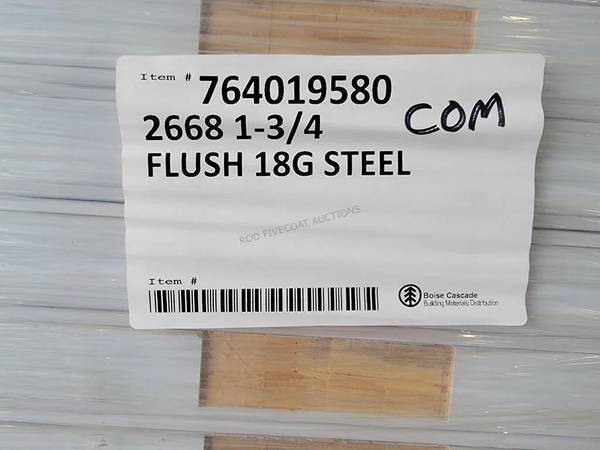 Item # 764019580
COM
2668 1-3/4
FLUSH 18G STEEL
ROD FIVECOAT AUCTIONS
Item #
Boise Cascade
Building Materials Distribution